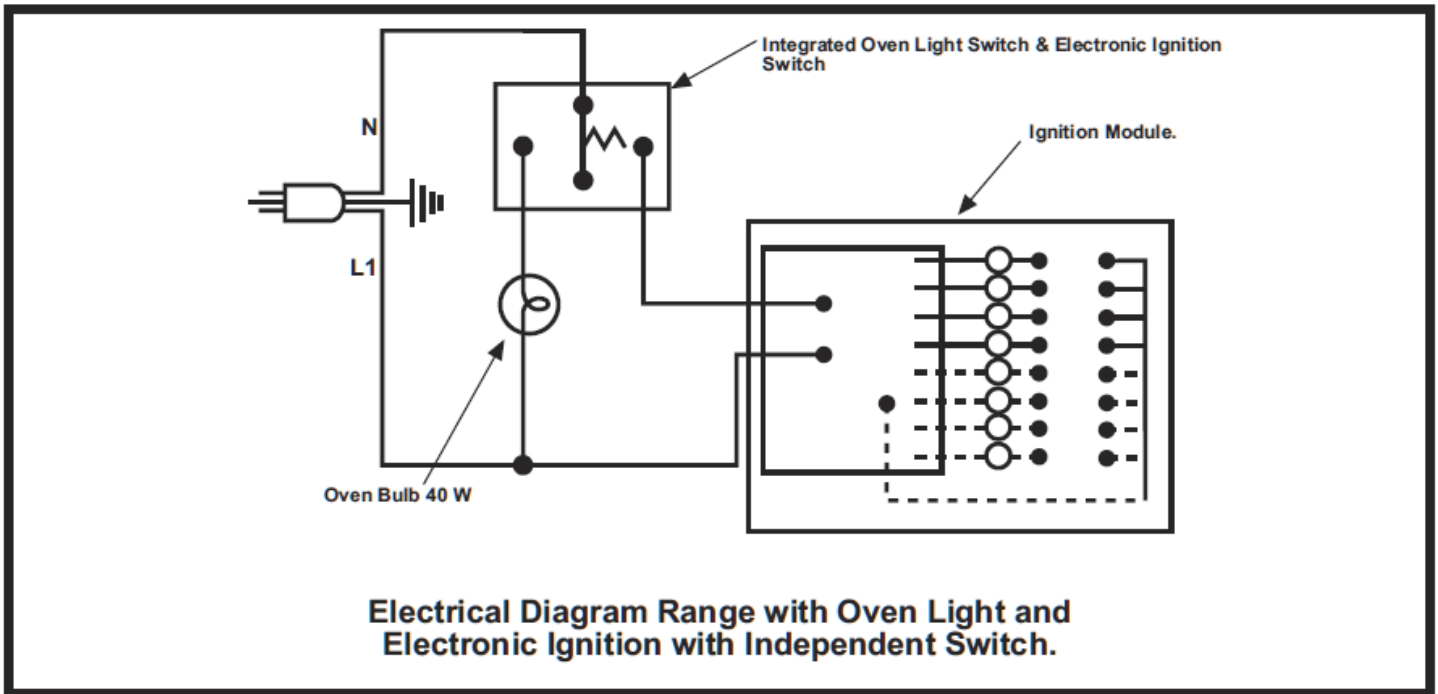 Integrated Oven Light Switch & Electronic Ignition
Switch
N
Ignition Module.
L1
Oven Bulb 40 W
Electrical Diagram Range with Oven Light and
Electronic Ignition with Independent Switch.